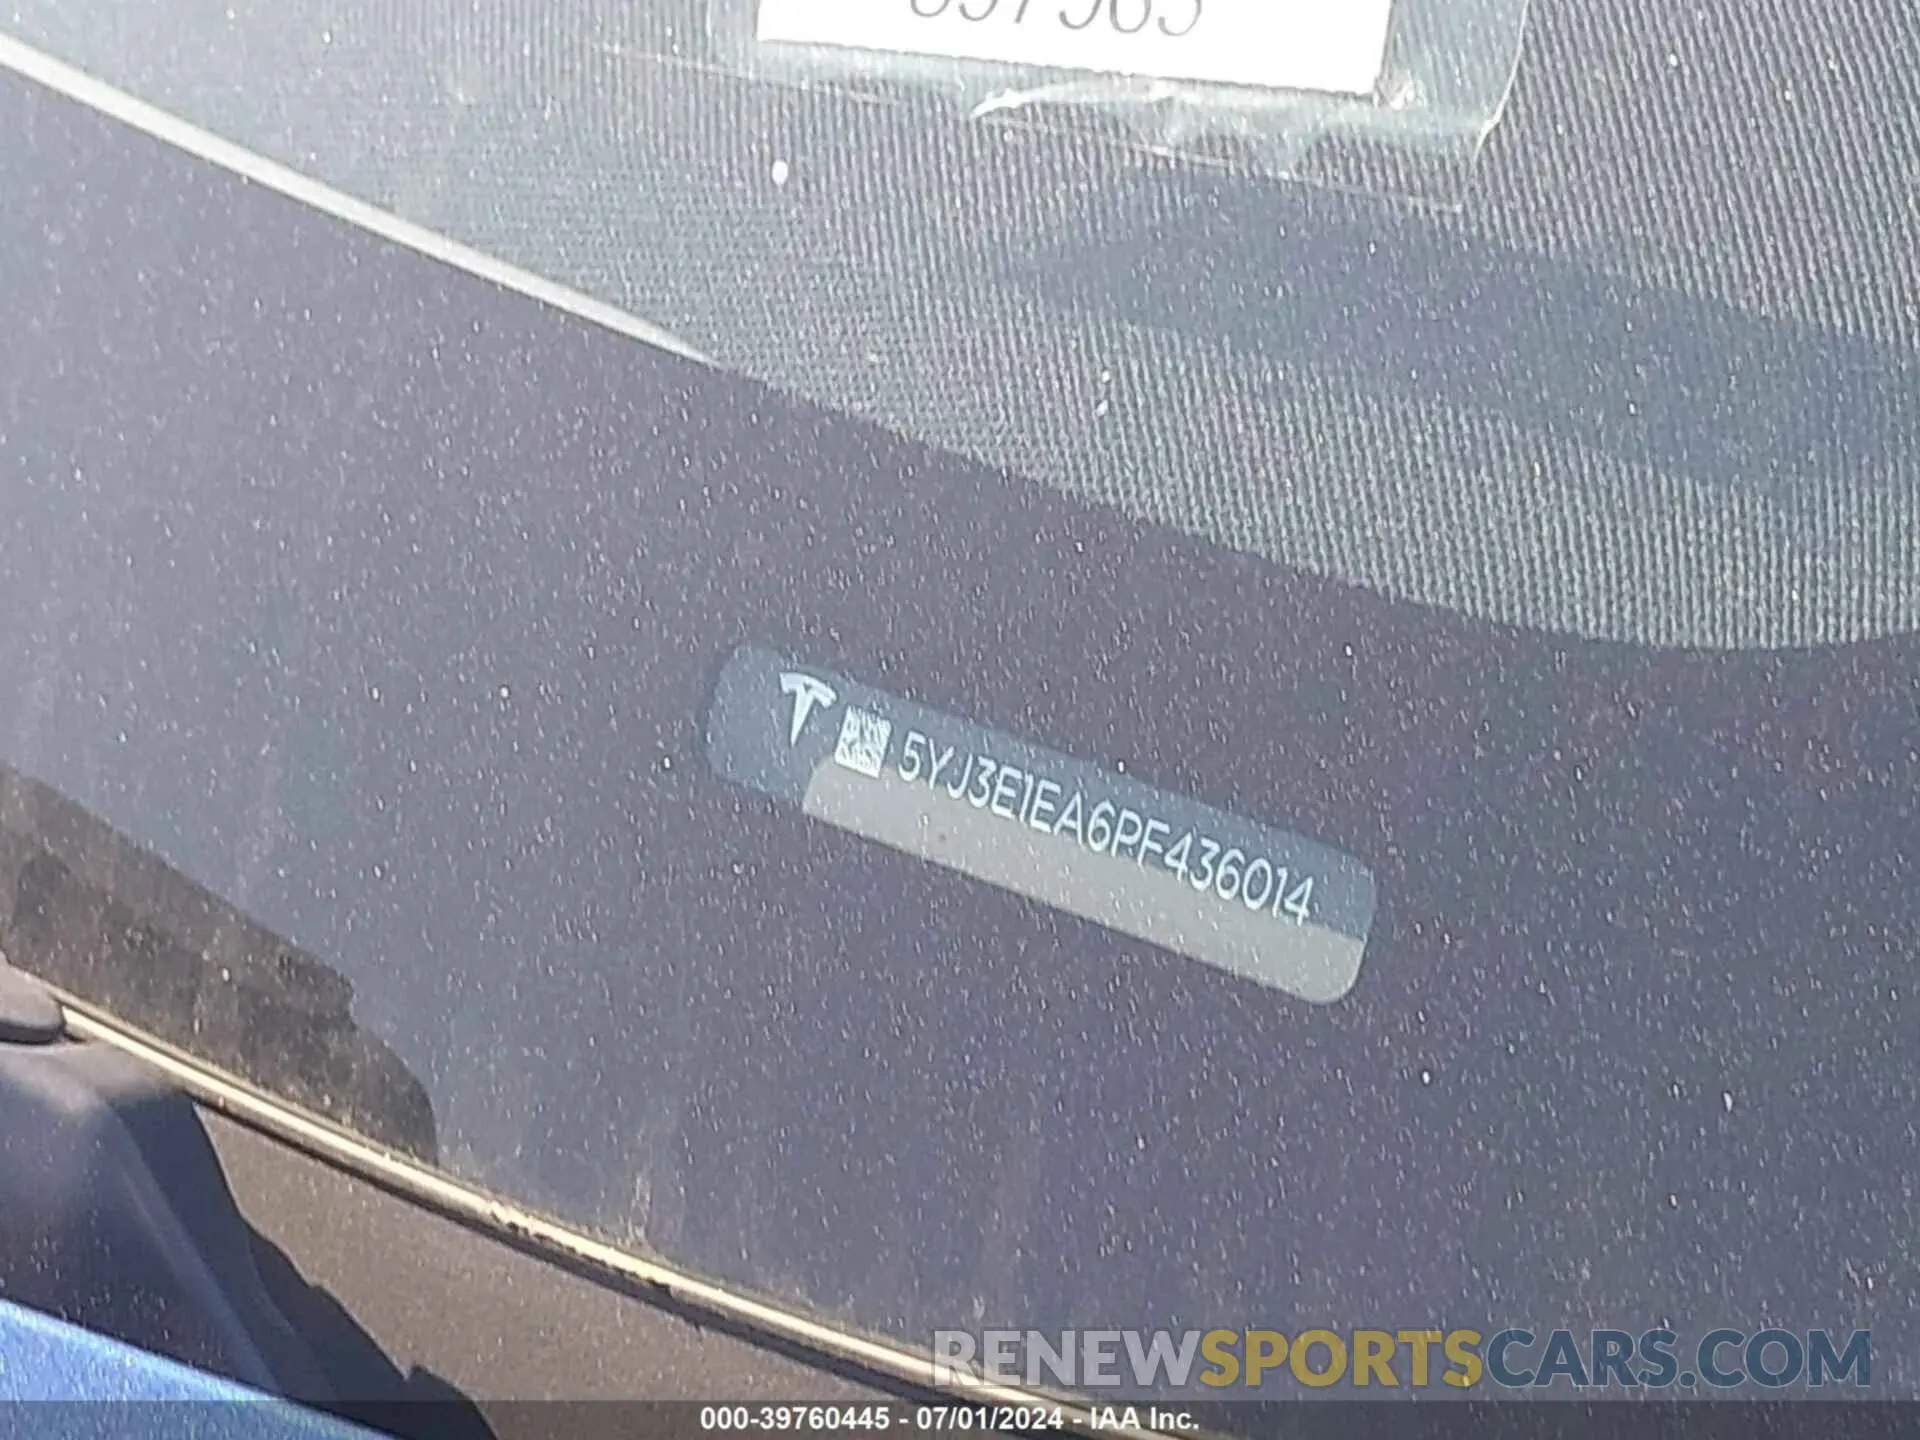 5YJ3E1EA6PF436014
RENEWSPORTSCARS.COM
000-39760445 - 07/01/2024 - IAA Inc.